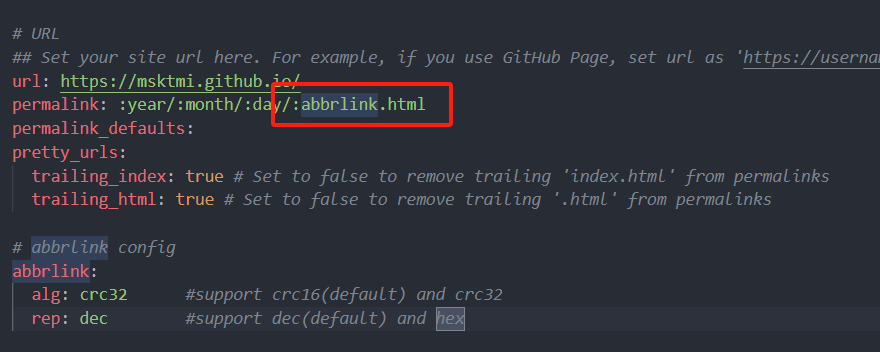 # URL
## Set your site url here. For example, if you use GitHub Page, set url as 'https://userna
url: https://msktmi.github.io/
permalink: :year/:month/:day/:abbrlink.html
permalink_defaults:
pretty_urls:
trailing_index: true # Set to false to remove trailing 'index.html' from permalinks
trailing_html: true # Set to false to remove trailing '.html' from permalinks
# abbrlink config
abbrlink:
alg: crc32 #support crc16(default) and crc32
rep: dec #support dec(default) and hex